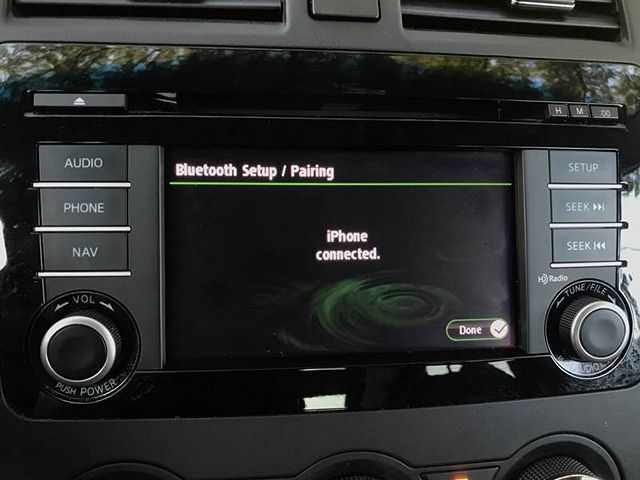 H M :00
AUDIO
PHONE
NAV
VOL
PUSH POWER
Bluetooth Setup / Pairing
iPhone
connected.
Done
SETUP
SEEK
SEEK
HD Radio
TUNE/FILE
AUDIO